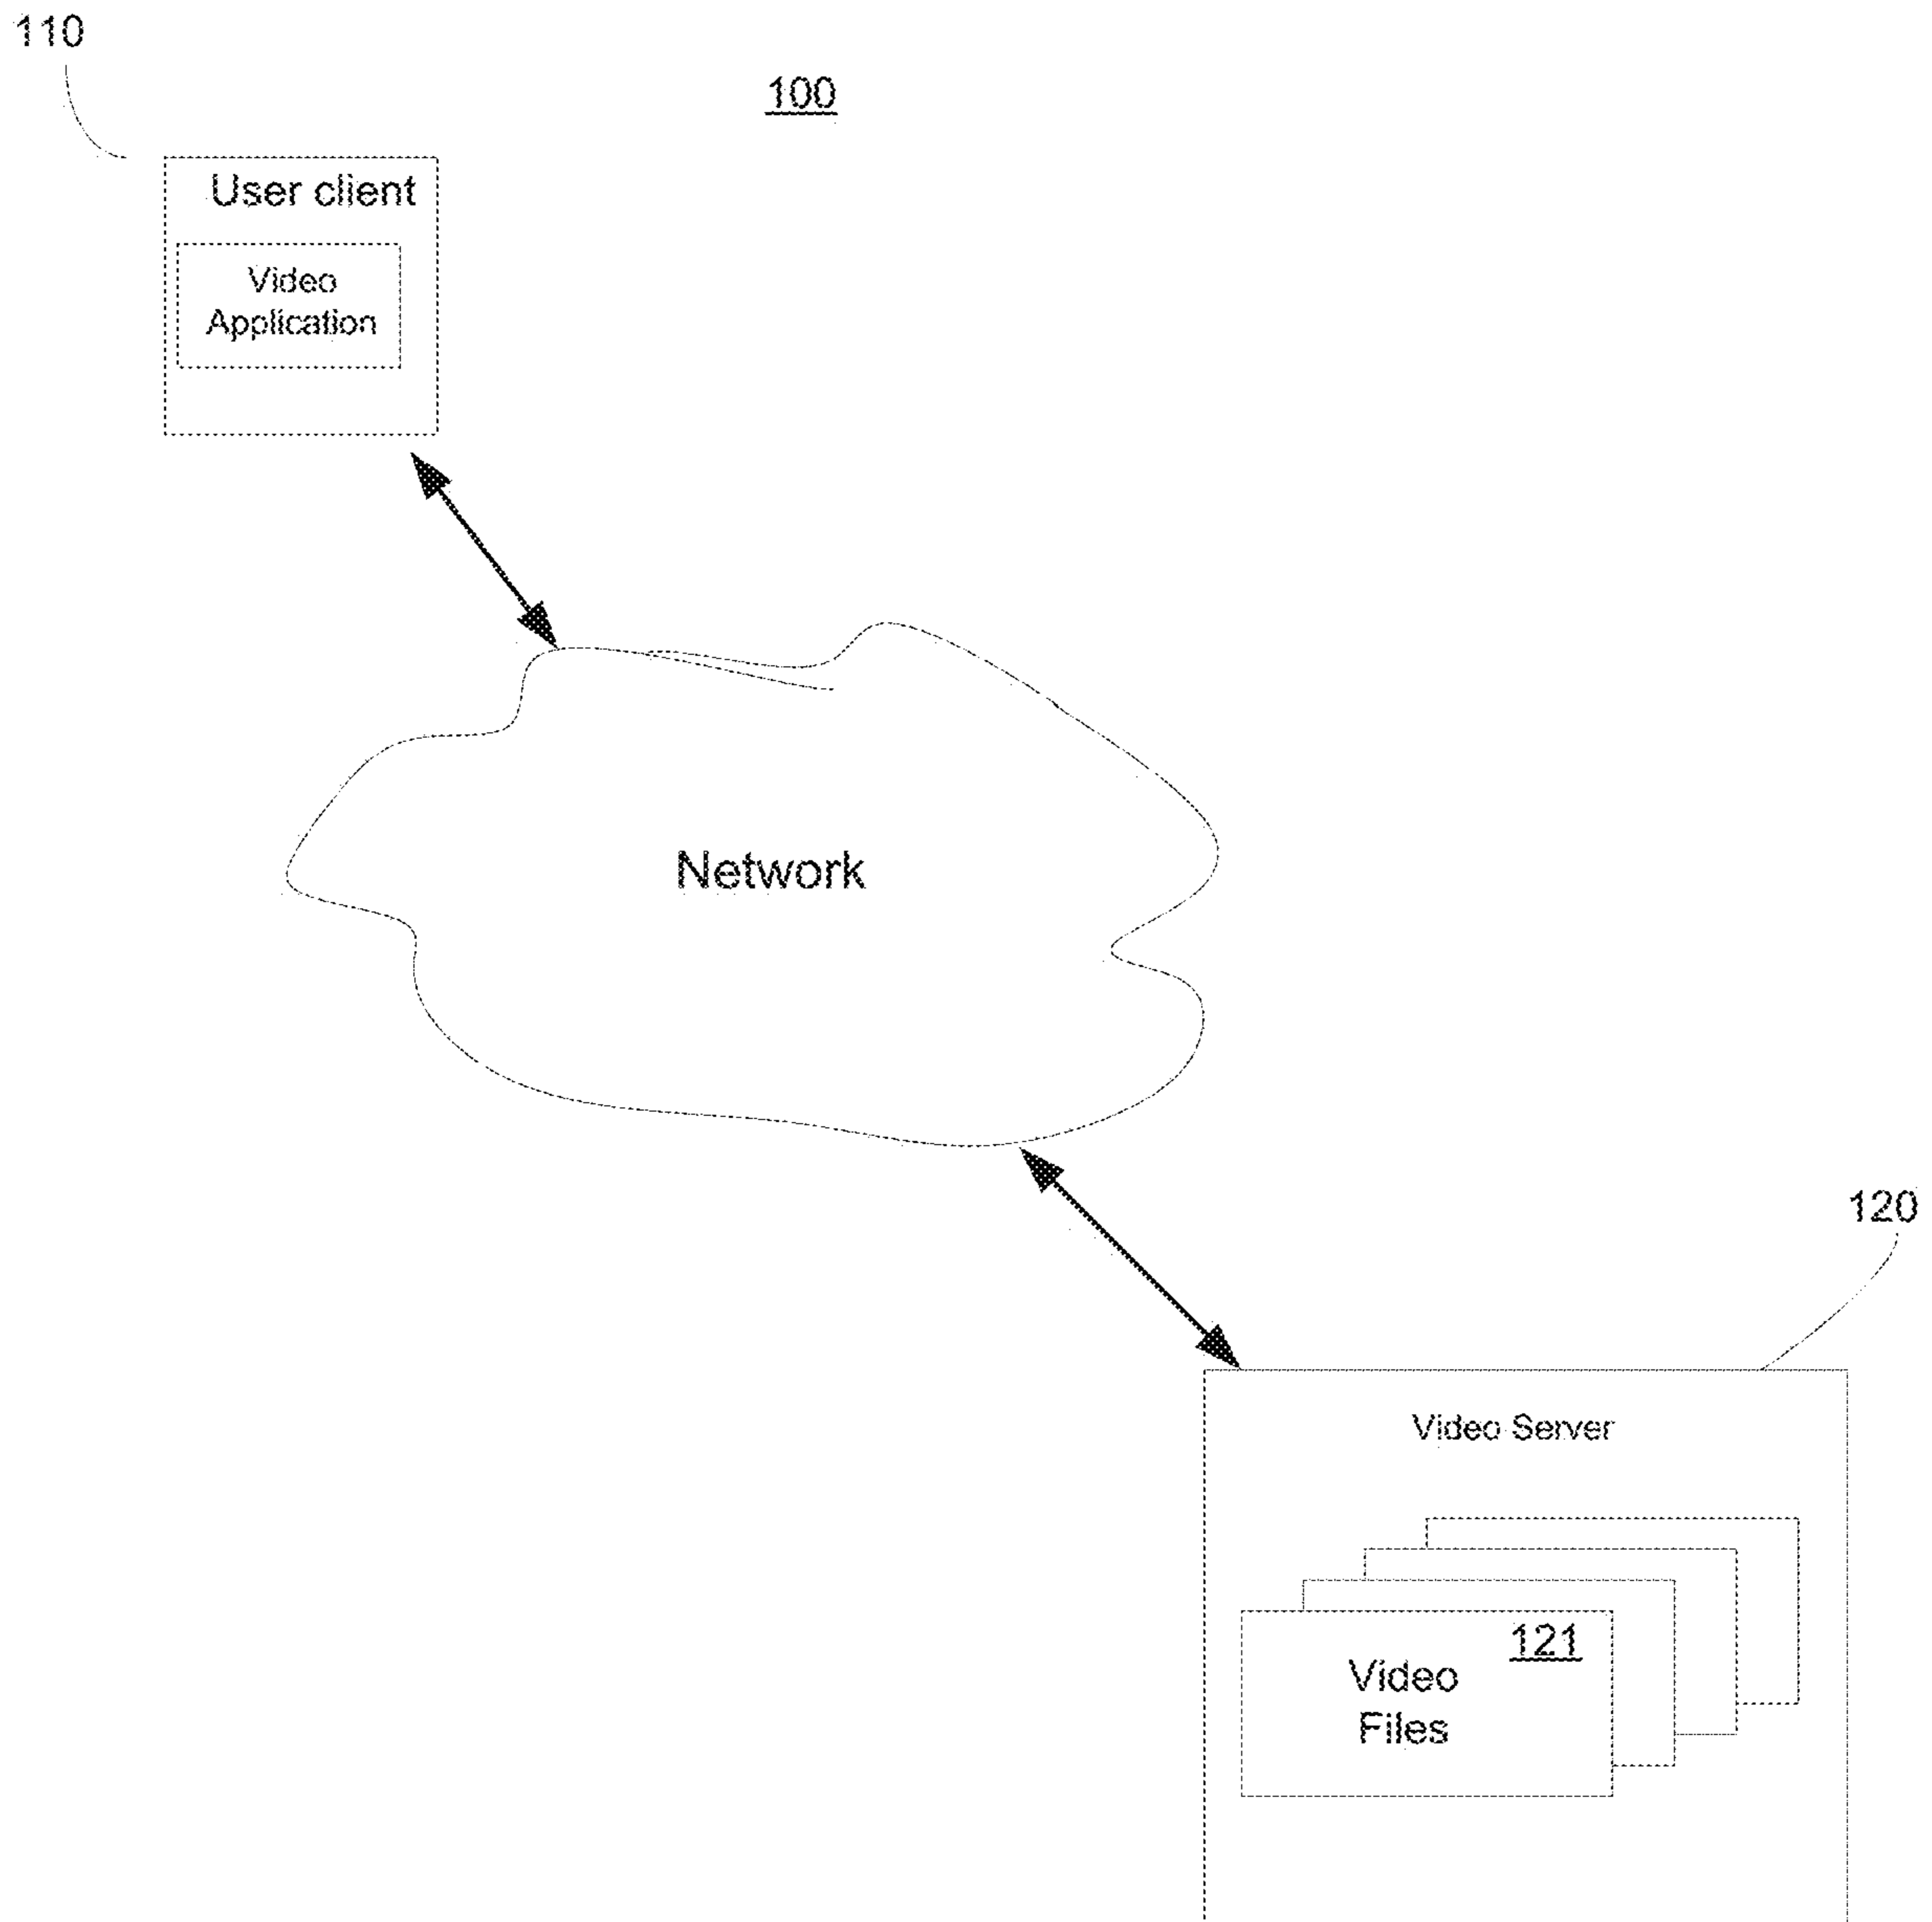 110
100
User client
Video
Application
Network
120
Video Server
121
Video
Files